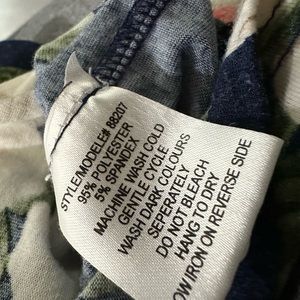 STYLE/MODELE# 88207
95% POLYESTER
5% SPANDEX
MACHINE WASH COLD
GENTLE CYCLE
WASH DARK COLOURS
SEPERATELY
DO NOT BLEACH
HANG TO DRY
OW IRON ON REVERSE SIDE